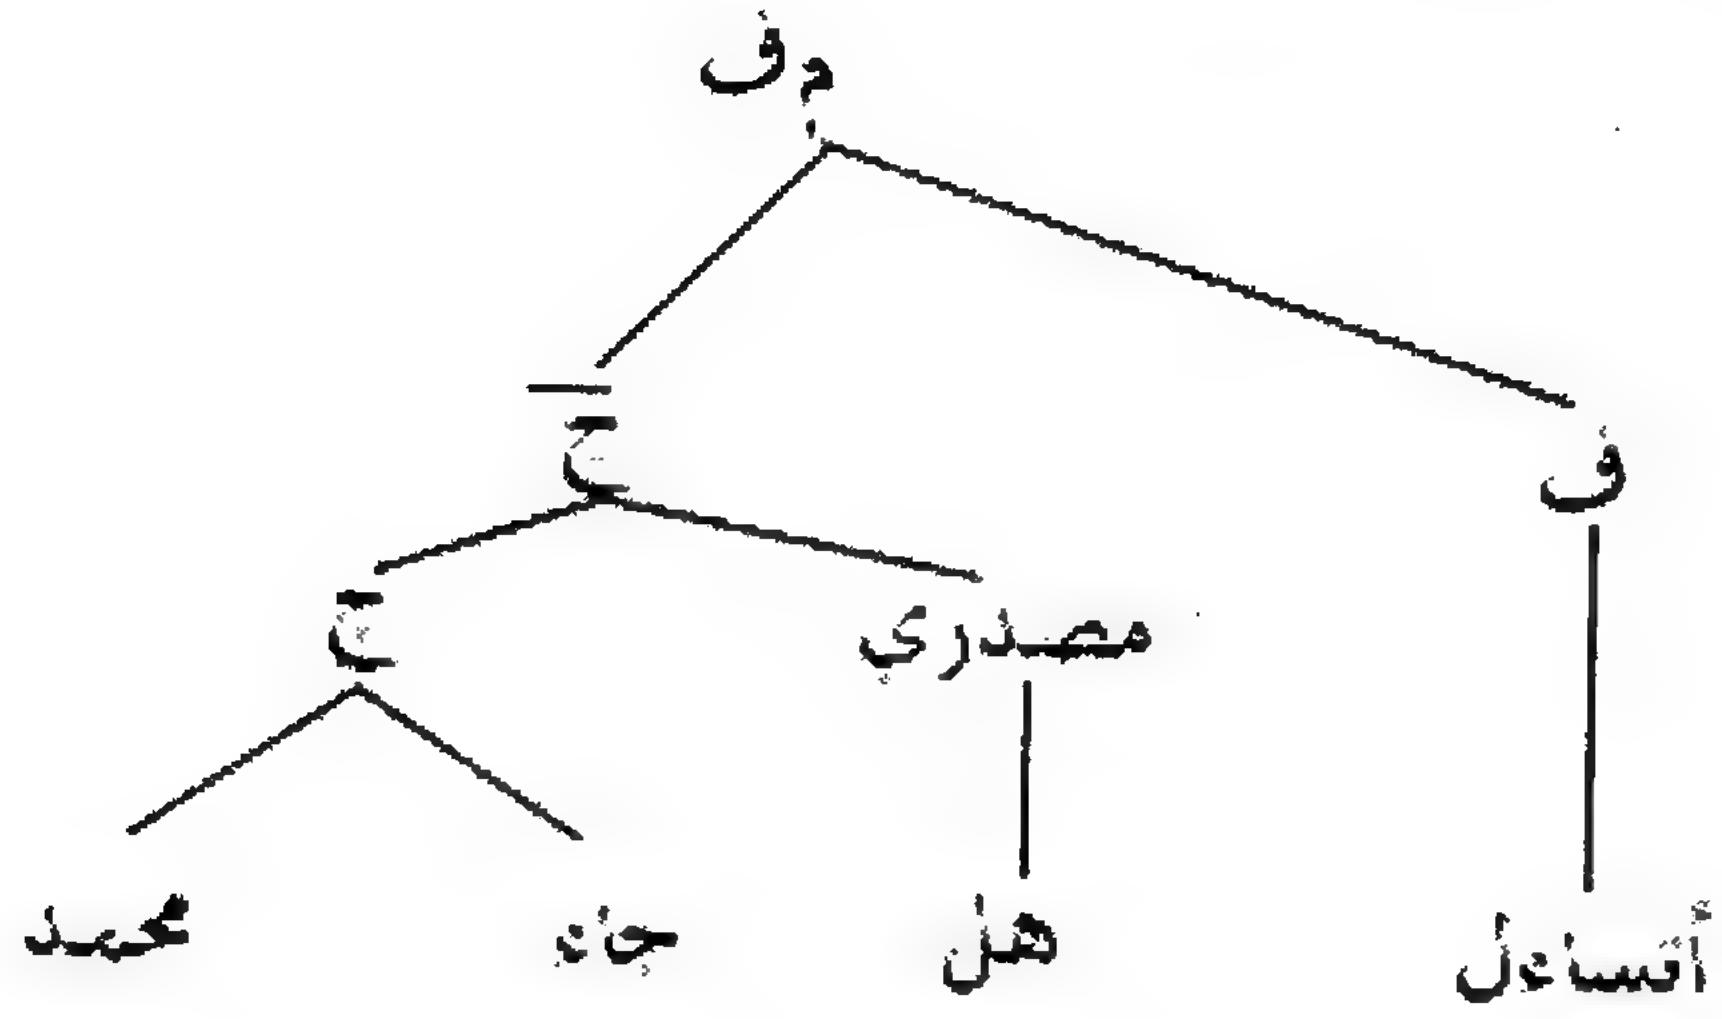 م ف
ج
ف
ج
مصدري
أتساءل
هل
جاء
محمد